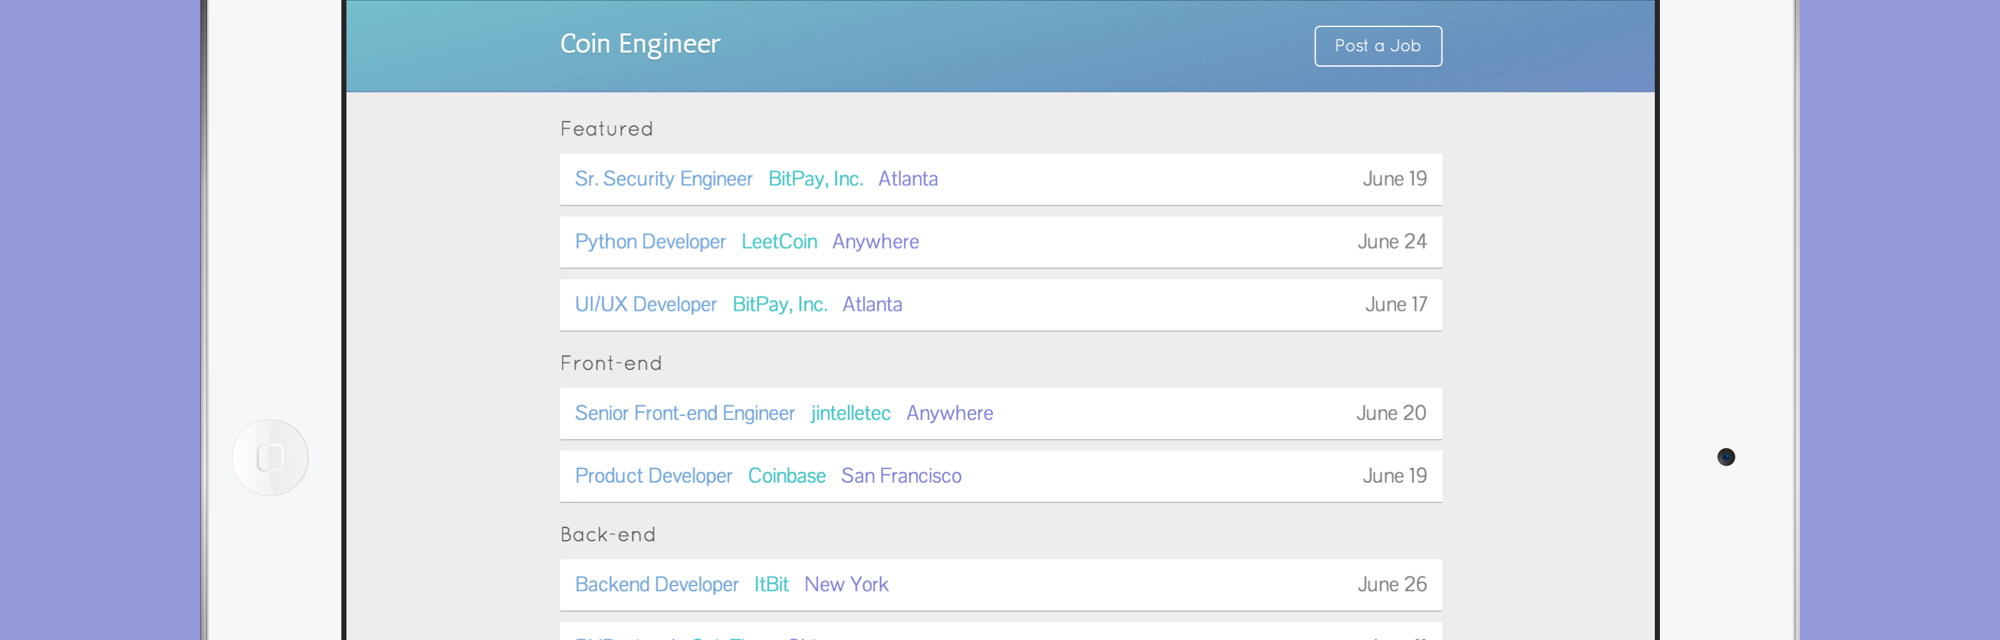 Coin Engineer
Post a Job
Featured
Sr. Security Engineer BitPay, Inc. Atlanta June 19
Python Developer LeetCoin Anywhere June 24
UI/UX Developer BitPay, Inc. Atlanta June 17
Front-end
Senior Front-end Engineer jintelletec Anywhere June 20
Product Developer Coinbase San Francisco June 19
Back-end
Backend Developer ItBit New York June 26